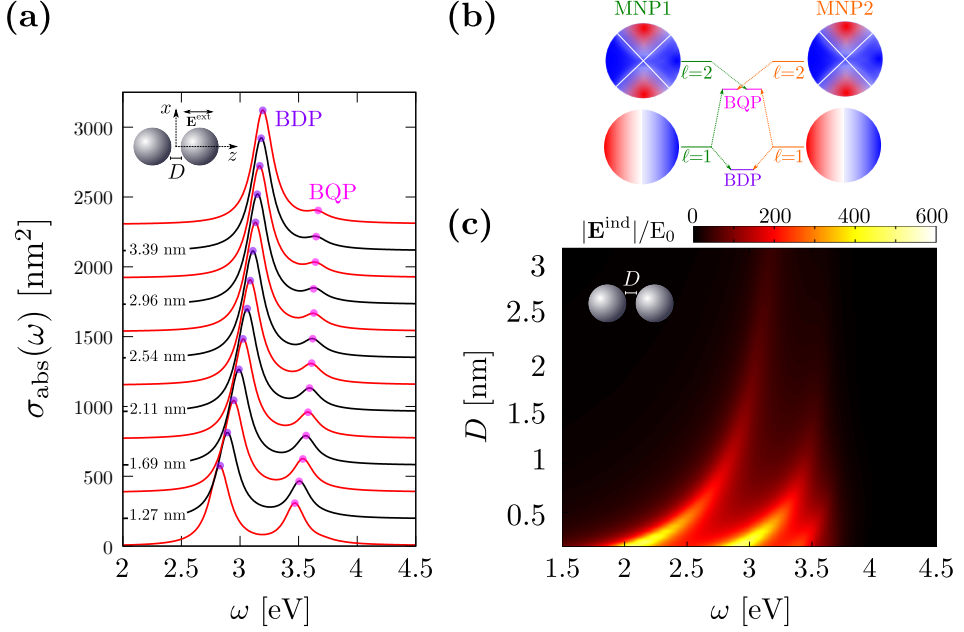 (a)
σabs(ω) [nm²]
3000
2500
2000
1500
1000
500
0
x
E^ext
z
D
BDP
BQP
3.39 nm
2.96 nm
2.54 nm
2.11 nm
1.69 nm
1.27 nm
2 2.5 3 3.5 4 4.5
ω [eV]
(b)
MNP1 MNP2
ℓ=2 ℓ=2
BQP
ℓ=1 ℓ=1
BDP
(c)
|E^ind|/E₀
0 200 400 600
D [nm]
3
2.5
2
1.5
1
0.5
D
1.5 2 2.5 3 3.5 4 4.5
ω [eV]